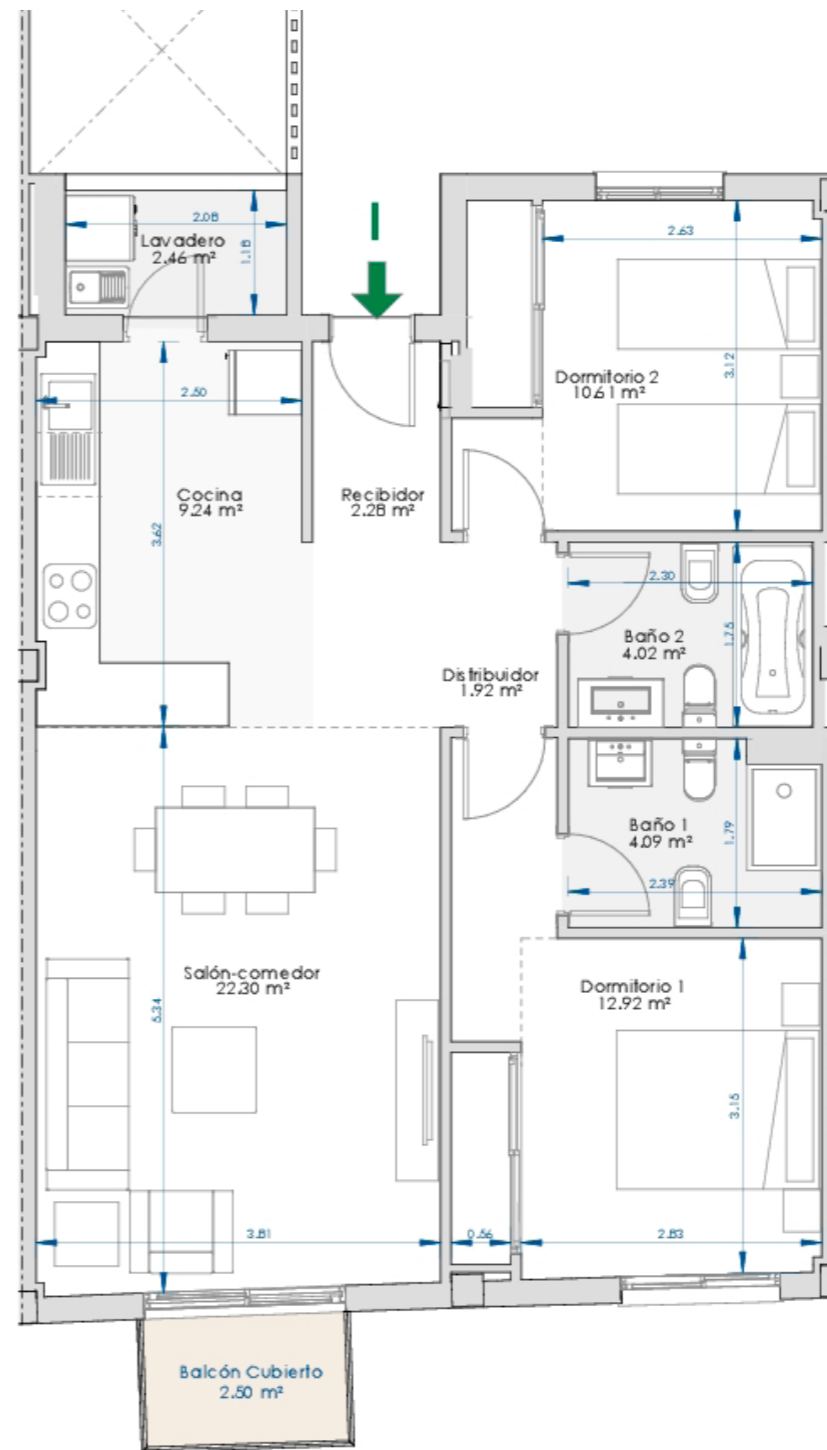 2.08
Lavadero
2.46 m²
1.18
2.63
Dormitorio 2
10.61 m²
3.12
2.50
Cocina
9.24 m²
3.62
Recibidor
2.28 m²
2.30
Baño 2
4.02 m²
1.75
Distribuidor
1.92 m²
Baño 1
4.09 m²
1.79
2.39
Salón-comedor
22.30 m²
5.34
Dormitorio 1
12.92 m²
3.15
3.81
0.56
2.83
Balcón Cubierto
2.50 m²